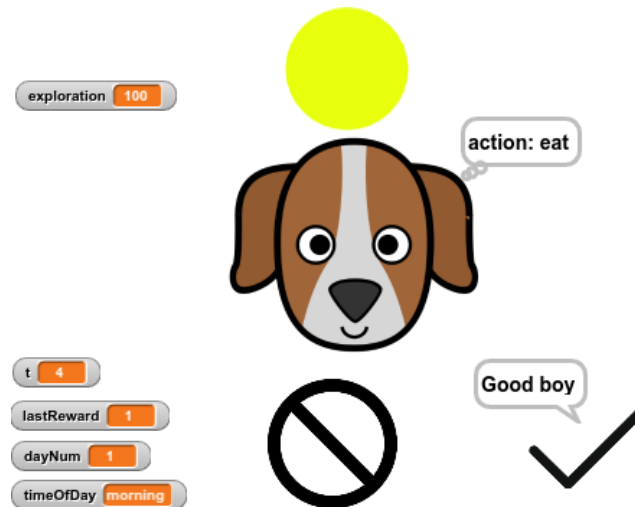 exploration 100
action: eat
t 4
Good boy
lastReward 1
dayNum 1
timeOfDay morning